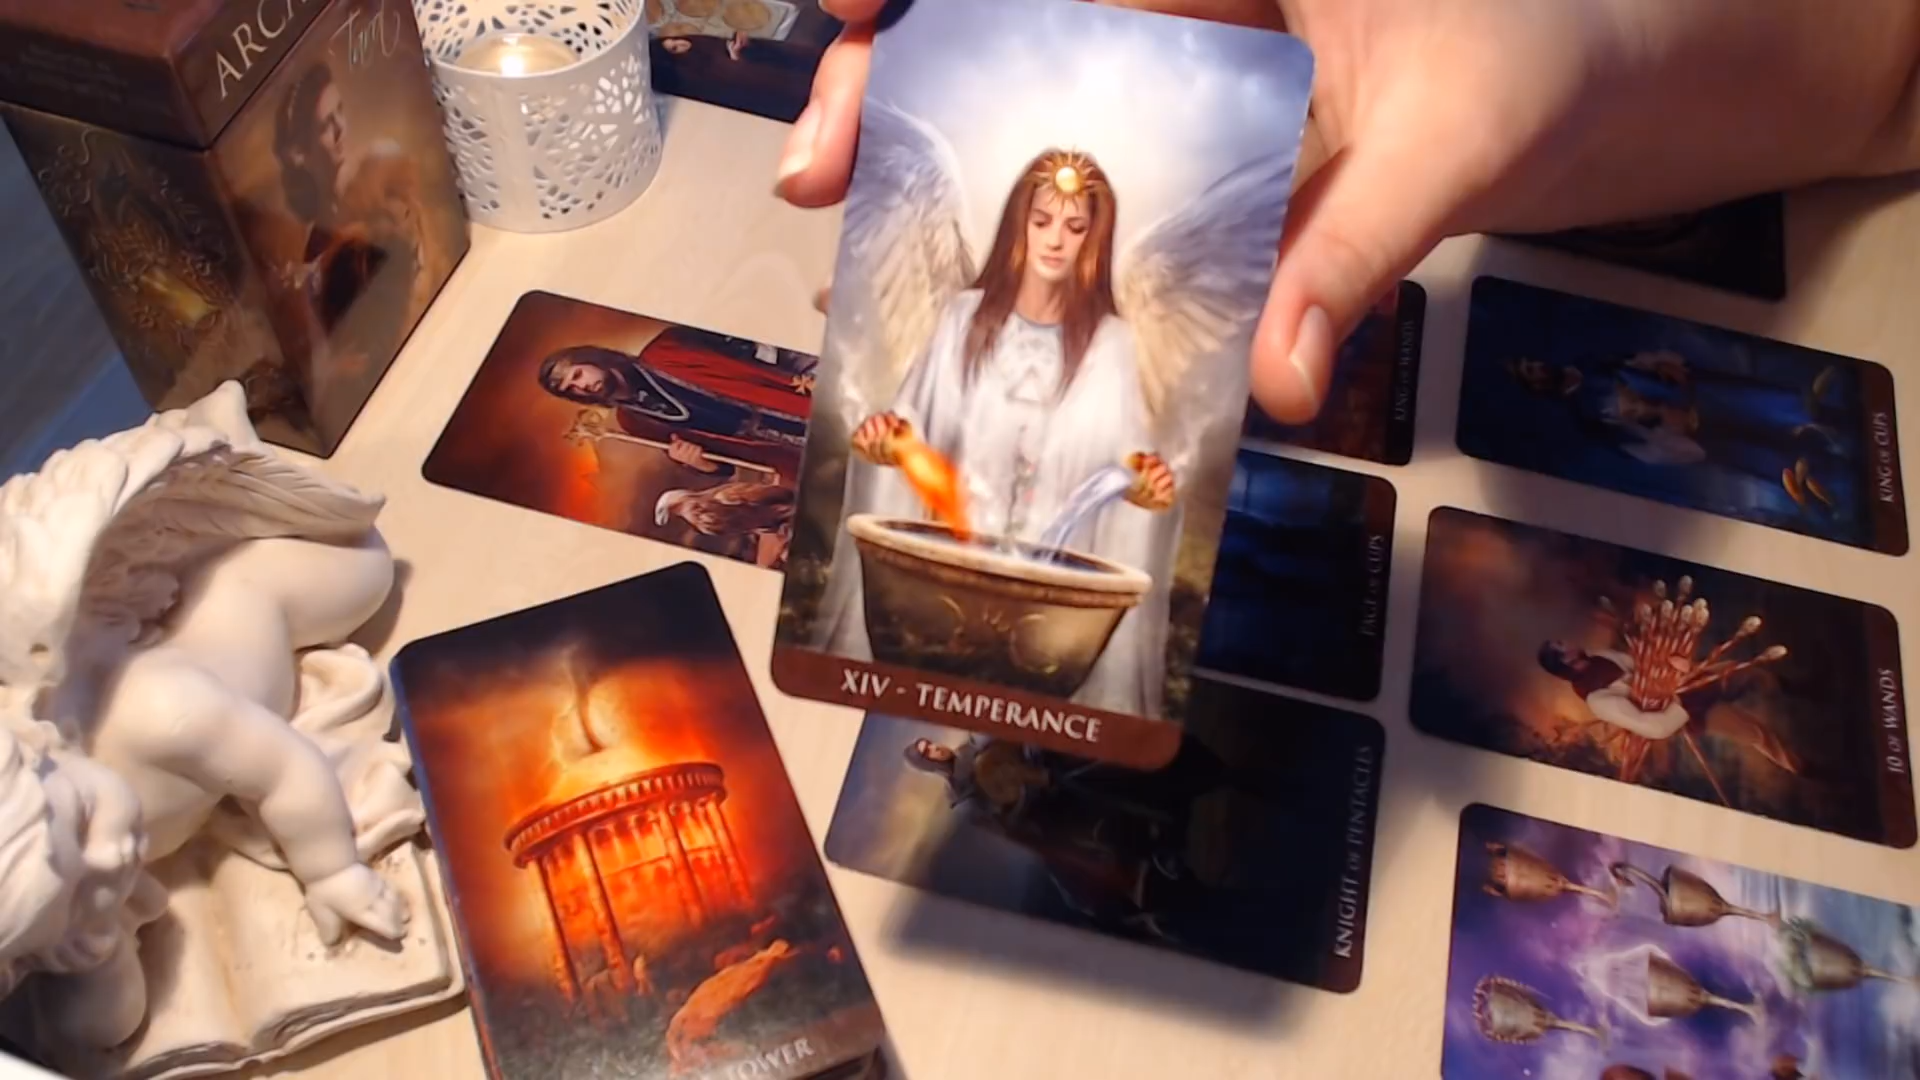 ARCA
Tarot
XIV - TEMPERANCE
KING OF WANDS
KING OF CUPS
PAGE OF CUPS
10 OF WANDS
KNIGHT OF PENTACLES
TOWER